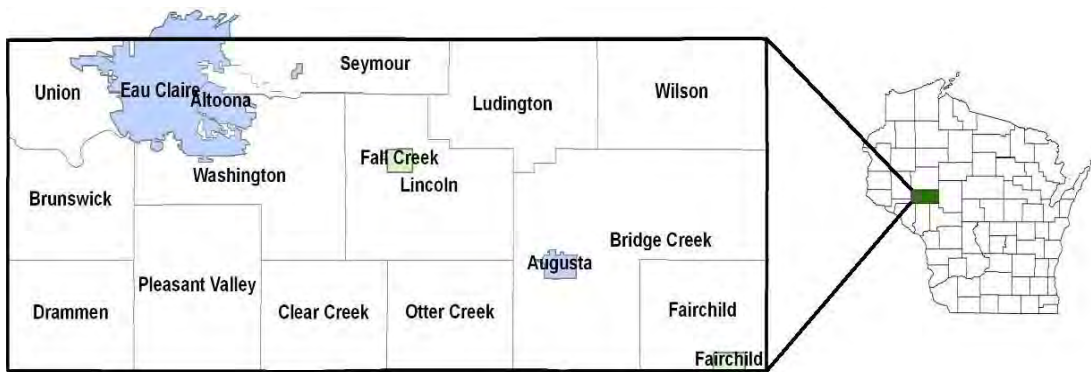 Seymour
Union
Eau Claire
Altoona
Ludington
Wilson
Fall Creek
Washington
Lincoln
Brunswick
Bridge Creek
Augusta
Pleasant Valley
Drammen
Clear Creek
Otter Creek
Fairchild
Fairchild